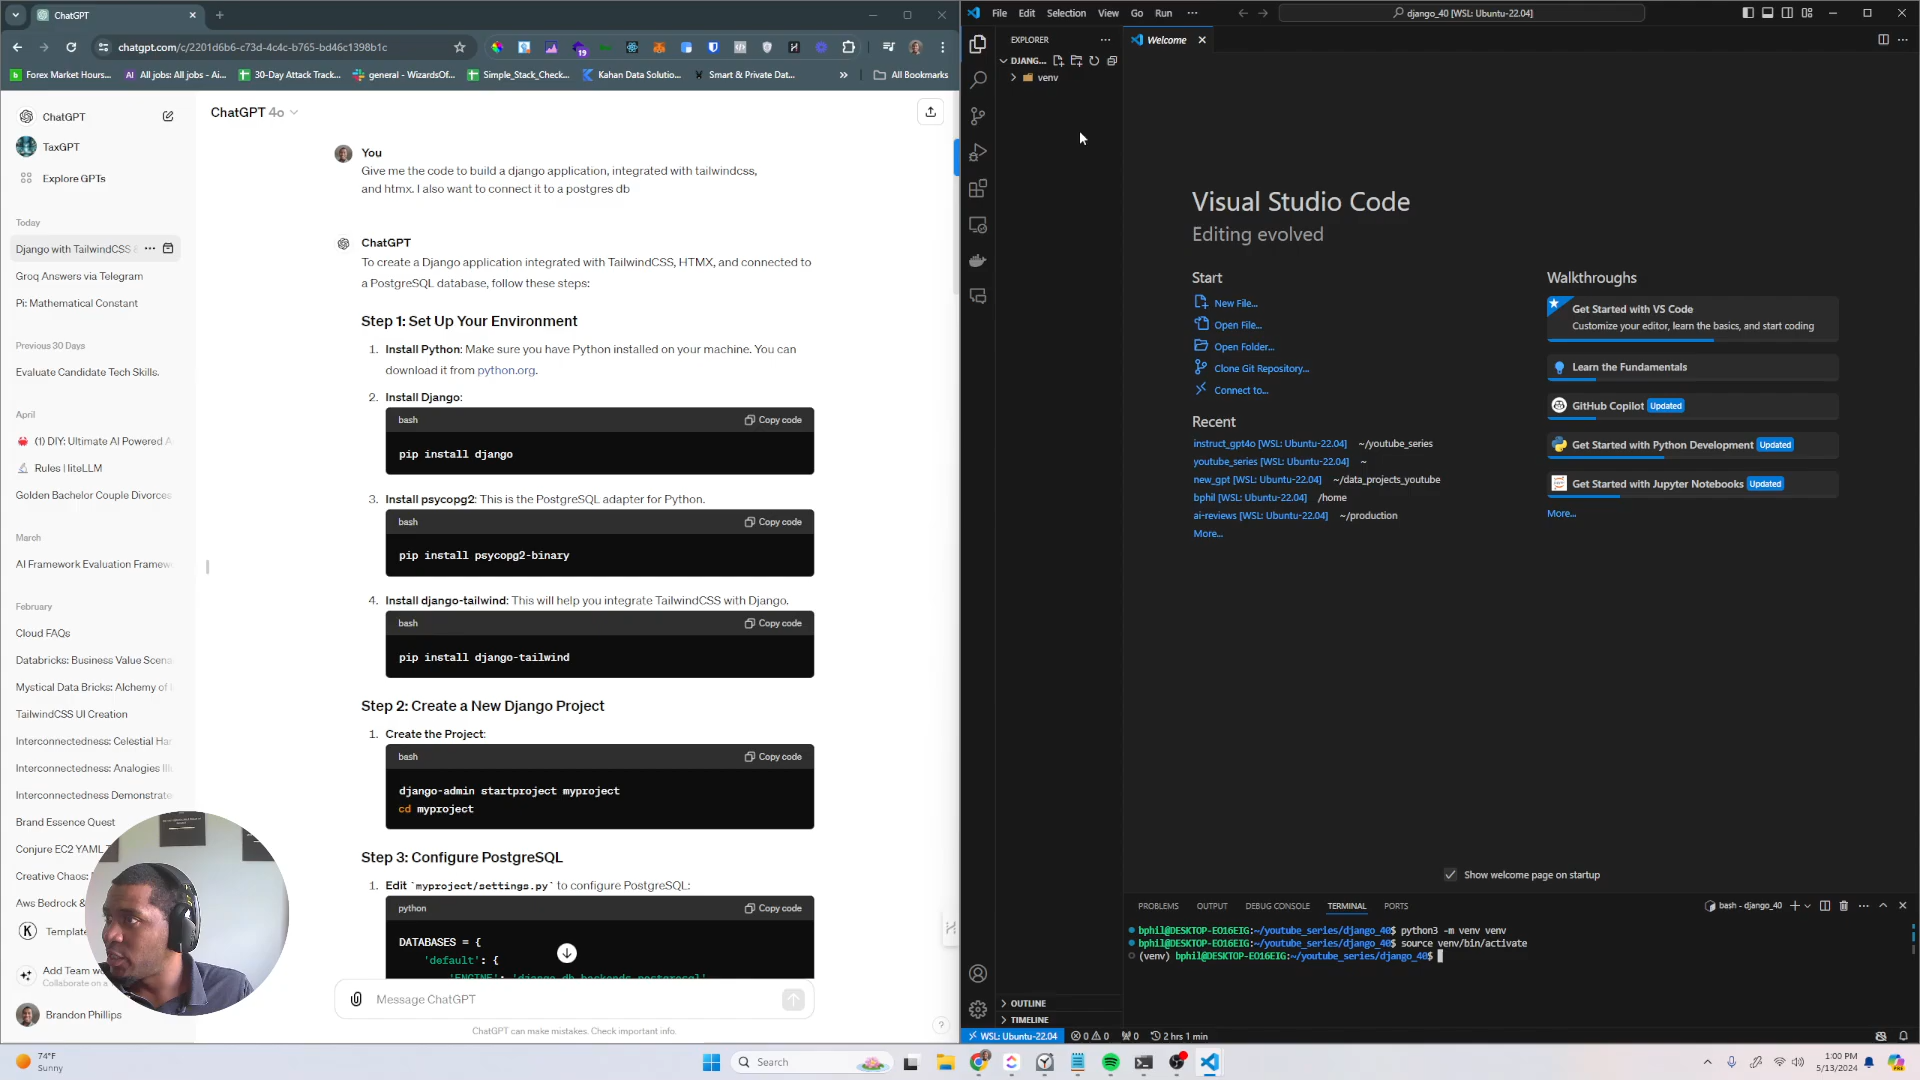 ChatGPT
chatgpt.com/c/2201d6b6-c73d-4c4c-b765-bd46c1398b1c
19
Forex Market Hours...
All jobs: All jobs - Ai...
30-Day Attack Track...
general - WizardsOf...
Simple_Stack_Check...
Kahan Data Solutio...
Smart & Private Dat...
All Bookmarks
ChatGPT
TaxGPT
Explore GPTs
Today
Django with TailwindCSS
Groq Answers via Telegram
Pi: Mathematical Constant
Previous 30 Days
Evaluate Candidate Tech Skills.
April
(1) DIY: Ultimate AI Powered A
Rules | liteLLM
Golden Bachelor Couple Divorces
March
AI Framework Evaluation Framew
February
Cloud FAQs
Databricks: Business Value Scena
Mystical Data Bricks: Alchemy of
TailwindCSS UI Creation
Interconnectedness: Celestial Har
Interconnectedness: Analogies Ill
Interconnectedness Demonstrate
Brand Essence Quest
Conjure EC2 YAML T
Creative Chaos:
Aws Bedrock &
K
Template
Add Team w
Collaborate on a
Brandon Phillips
ChatGPT 4o
You
Give me the code to build a django application, integrated with tailwindcss,
and htmx. I also want to connect it to a postgres db
ChatGPT
To create a Django application integrated with TailwindCSS, HTMX, and connected to
a PostgreSQL database, follow these steps:
Step 1: Set Up Your Environment
1. Install Python: Make sure you have Python installed on your machine. You can
download it from python.org.
2. Install Django:
bash
Copy code
pip install django
3. Install psycopg2: This is the PostgreSQL adapter for Python.
bash
Copy code
pip install psycopg2-binary
4. Install django-tailwind: This will help you integrate TailwindCSS with Django.
bash
Copy code
pip install django-tailwind
Step 2: Create a New Django Project
1. Create the Project:
bash
Copy code
django-admin startproject myproject
cd myproject
Step 3: Configure PostgreSQL
1. Edit `myproject/settings.py` to configure PostgreSQL:
python
Copy code
DATABASES = {
'default': {
'ENGINE': 'django.db.backends.postgresql'
Message ChatGPT
ChatGPT can make mistakes. Check important info.
?
File Edit Selection View Go Run ...
django_40 [WSL: Ubuntu-22.04]
EXPLORER
DJANG...
venv
OUTLINE
TIMELINE
Welcome
Visual Studio Code
Editing evolved
Start
New File...
Open File...
Open Folder...
Clone Git Repository...
Connect to...
Recent
instruct_gpt4o [WSL: Ubuntu-22.04] ~/youtube_series
youtube_series [WSL: Ubuntu-22.04] ~
new_gpt [WSL: Ubuntu-22.04] ~/data_projects_youtube
bphil [WSL: Ubuntu-22.04] /home
ai-reviews [WSL: Ubuntu-22.04] ~/production
More...
Walkthroughs
Get Started with VS Code
Customize your editor, learn the basics, and start coding
Learn the Fundamentals
GitHub Copilot Updated
Get Started with Python Development Updated
Get Started with Jupyter Notebooks Updated
More...
Show welcome page on startup
PROBLEMS OUTPUT DEBUG CONSOLE TERMINAL PORTS
bash - django_40
bphil@DESKTOP-EO16EIG:~/youtube_series/django_40$ python3 -m venv venv
bphil@DESKTOP-EO16EIG:~/youtube_series/django_40$ source venv/bin/activate
(venv) bphil@DESKTOP-EO16EIG:~/youtube_series/django_40$
WSL: Ubuntu-22.04
0 0
0
2 hrs 1 min
74°F
Sunny
Search
1:00 PM
5/13/2024